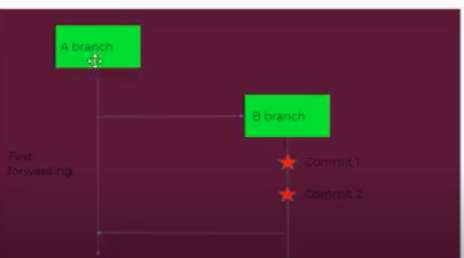 A branch
B branch
Commit 1
Fast
forwarding
Commit 2